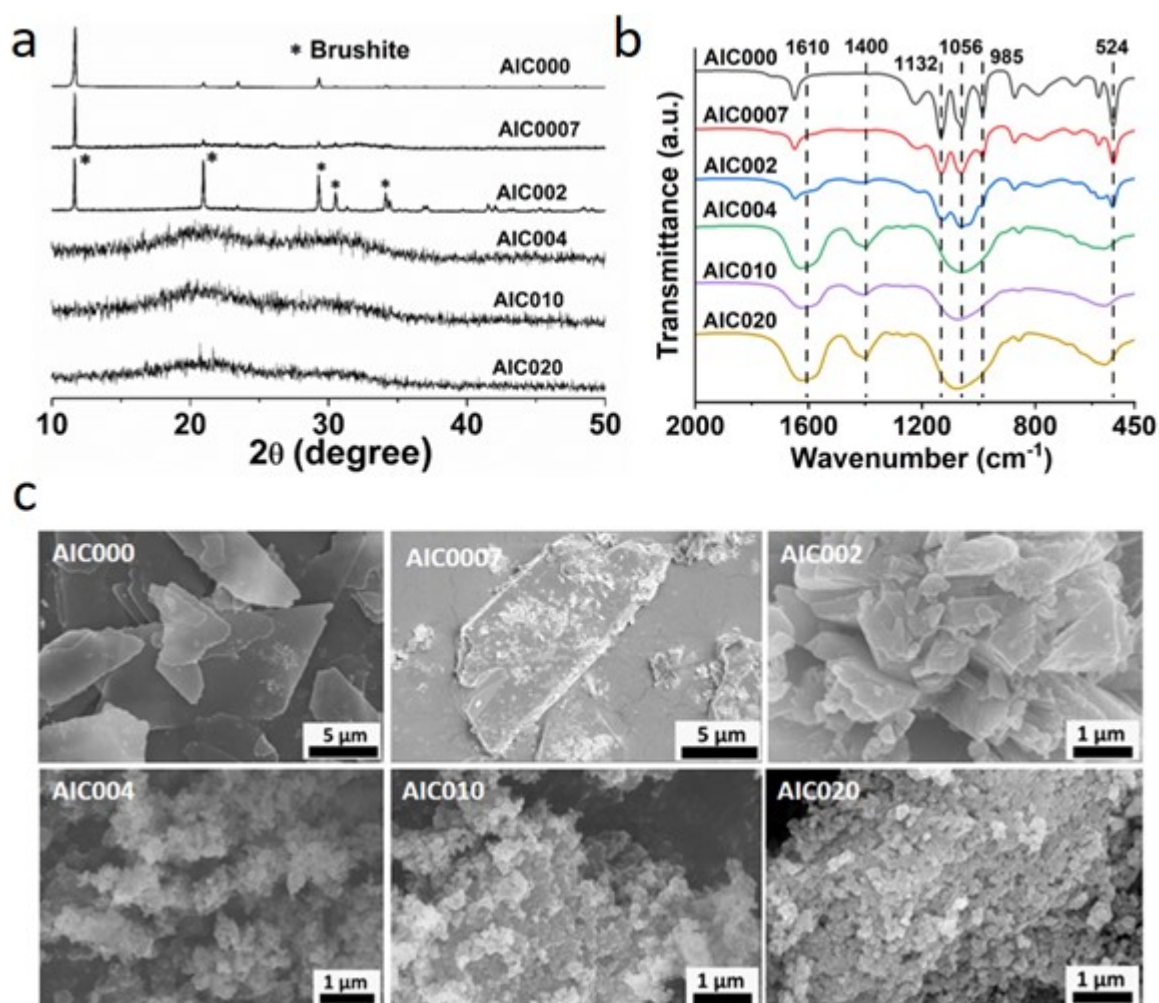 a
* Brushite
AIC000
AIC0007
AIC002
* * * * *
AIC004
AIC010
AIC020
10 20 30 40 50
2θ (degree)
b
1610 1400 1132 1056 985 524
AIC000
AIC0007
AIC002
AIC004
AIC010
AIC020
Transmittance (a.u.)
2000 1600 1200 800 450
Wavenumber (cm⁻¹)
c
AIC000
5 µm
AIC0007
5 µm
AIC002
1 µm
AIC004
1 µm
AIC010
1 µm
AIC020
1 µm